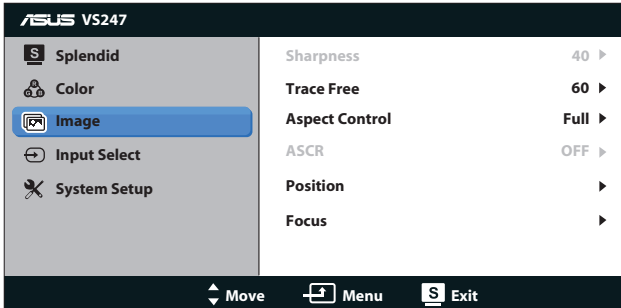 ASUS VS247
S Splendid
Color
Image
Input Select
System Setup
Sharpness 40
Trace Free 60
Aspect Control Full
ASCR OFF
Position
Focus
Move Menu S Exit